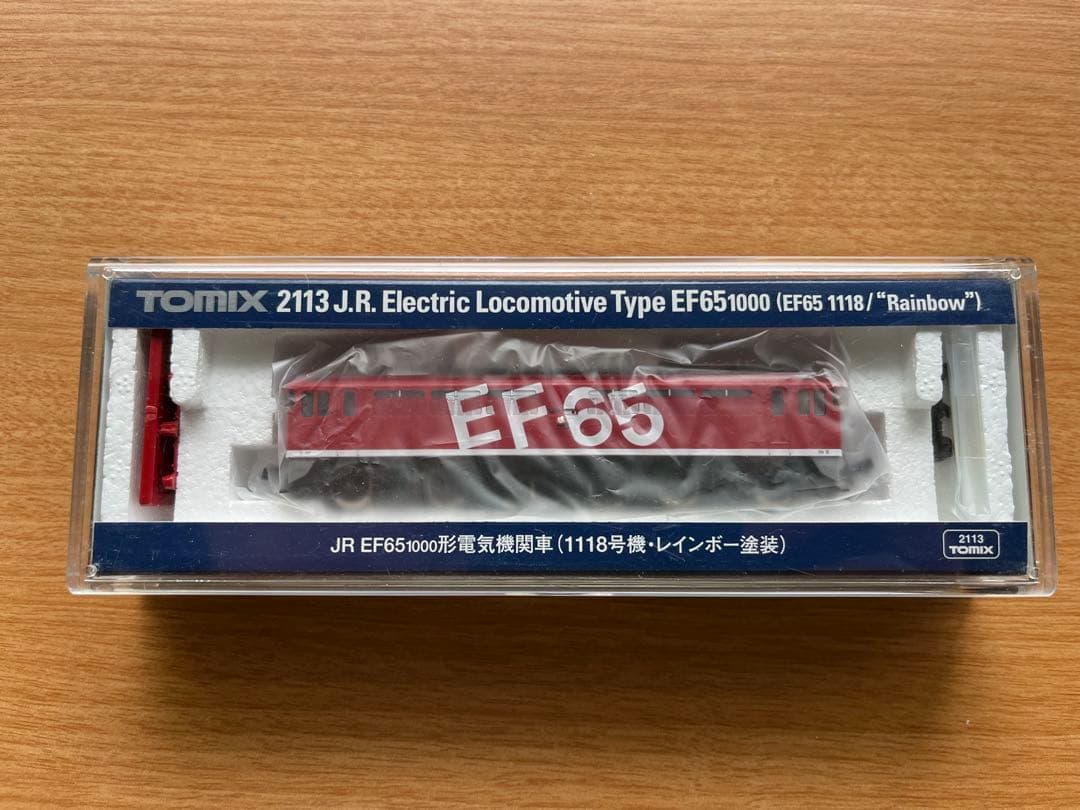 TOMIX 2113 J.R. Electric Locomotive Type EF651000 (EF65 1118/“Rainbow”)
EF65
JR EF651000形電気機関車(1118号機・レインボー塗装)
2113
TOMIX